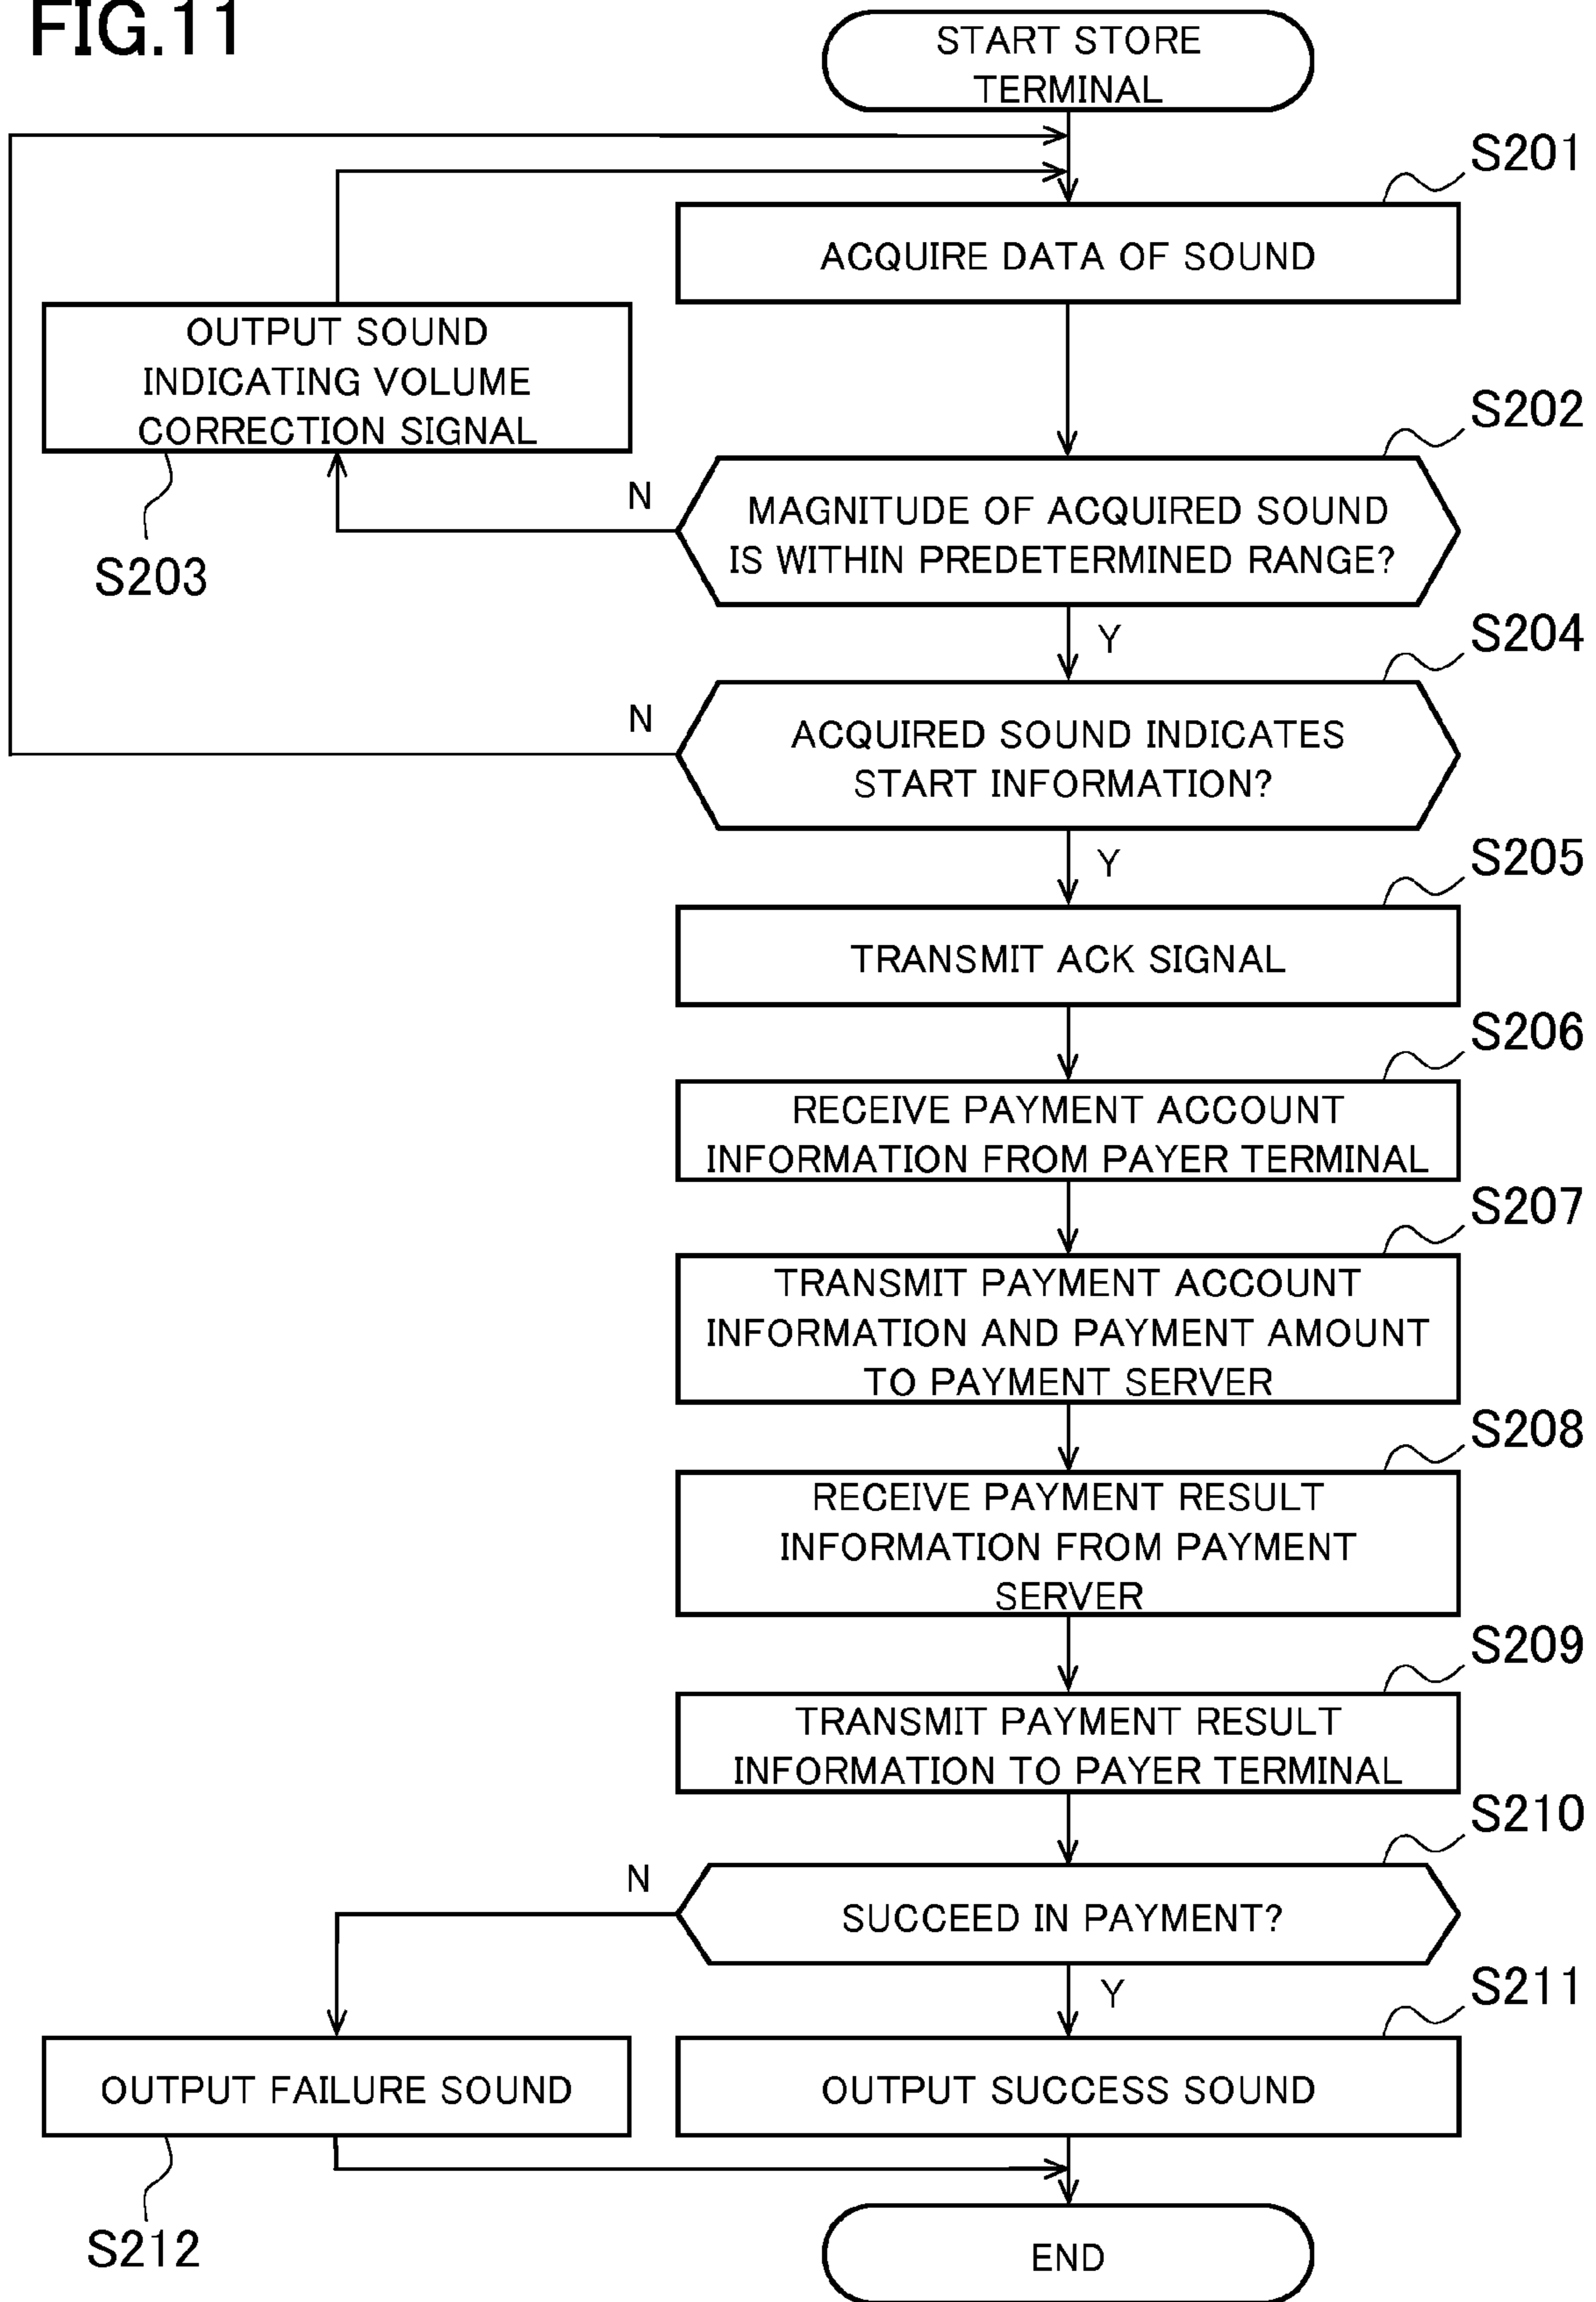 FIG.11
START STORE
TERMINAL
S201
ACQUIRE DATA OF SOUND
OUTPUT SOUND
INDICATING VOLUME
CORRECTION SIGNAL
S203
S202
N
MAGNITUDE OF ACQUIRED SOUND
IS WITHIN PREDETERMINED RANGE?
Y
S204
N
ACQUIRED SOUND INDICATES
START INFORMATION?
Y
S205
TRANSMIT ACK SIGNAL
S206
RECEIVE PAYMENT ACCOUNT
INFORMATION FROM PAYER TERMINAL
S207
TRANSMIT PAYMENT ACCOUNT
INFORMATION AND PAYMENT AMOUNT
TO PAYMENT SERVER
S208
RECEIVE PAYMENT RESULT
INFORMATION FROM PAYMENT
SERVER
S209
TRANSMIT PAYMENT RESULT
INFORMATION TO PAYER TERMINAL
S210
N
SUCCEED IN PAYMENT?
Y
S211
OUTPUT FAILURE SOUND
OUTPUT SUCCESS SOUND
S212
END